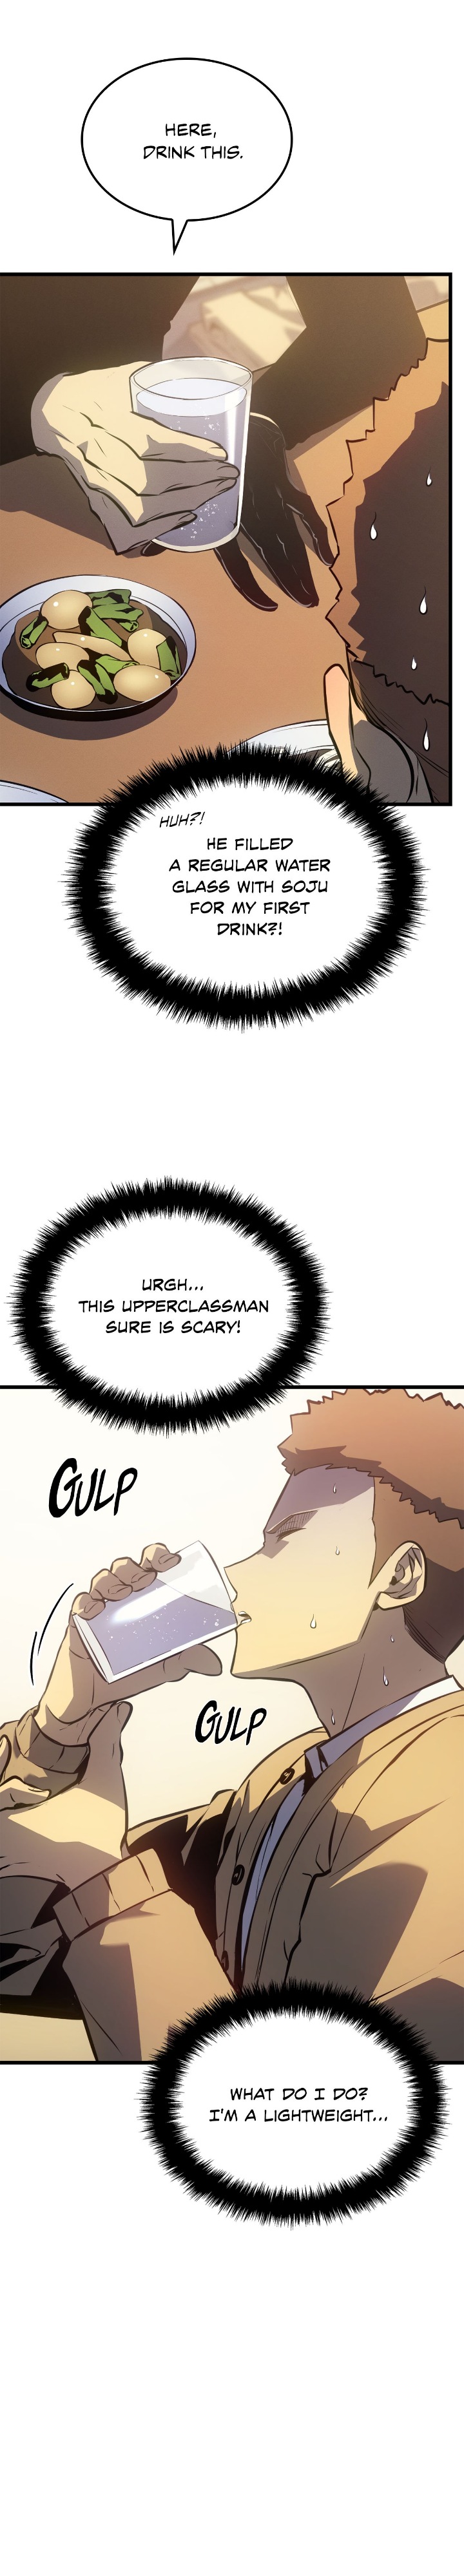 HERE,
DRINK THIS.
HUH?!
HE FILLED
A REGULAR WATER
GLASS WITH SOJU
FOR MY FIRST
DRINK?!
URGH...
THIS UPPERCLASSMAN
SURE IS SCARY!
GULP
GULP
WHAT DO I DO?
I'M A LIGHTWEIGHT...